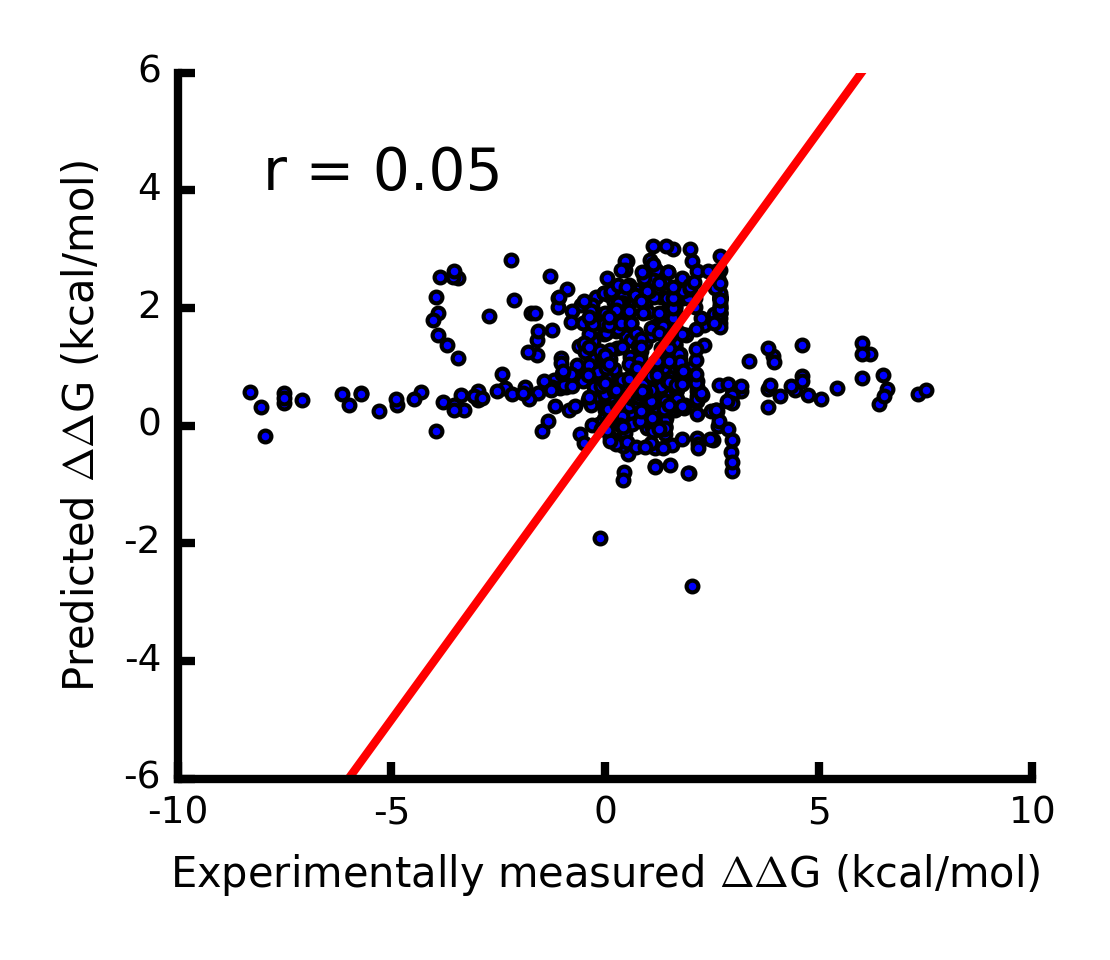 6
r = 0.05
4
2
0
-2
-4
-6
Predicted ΔΔG (kcal/mol)
-10 -5 0 5 10
Experimentally measured ΔΔG (kcal/mol)